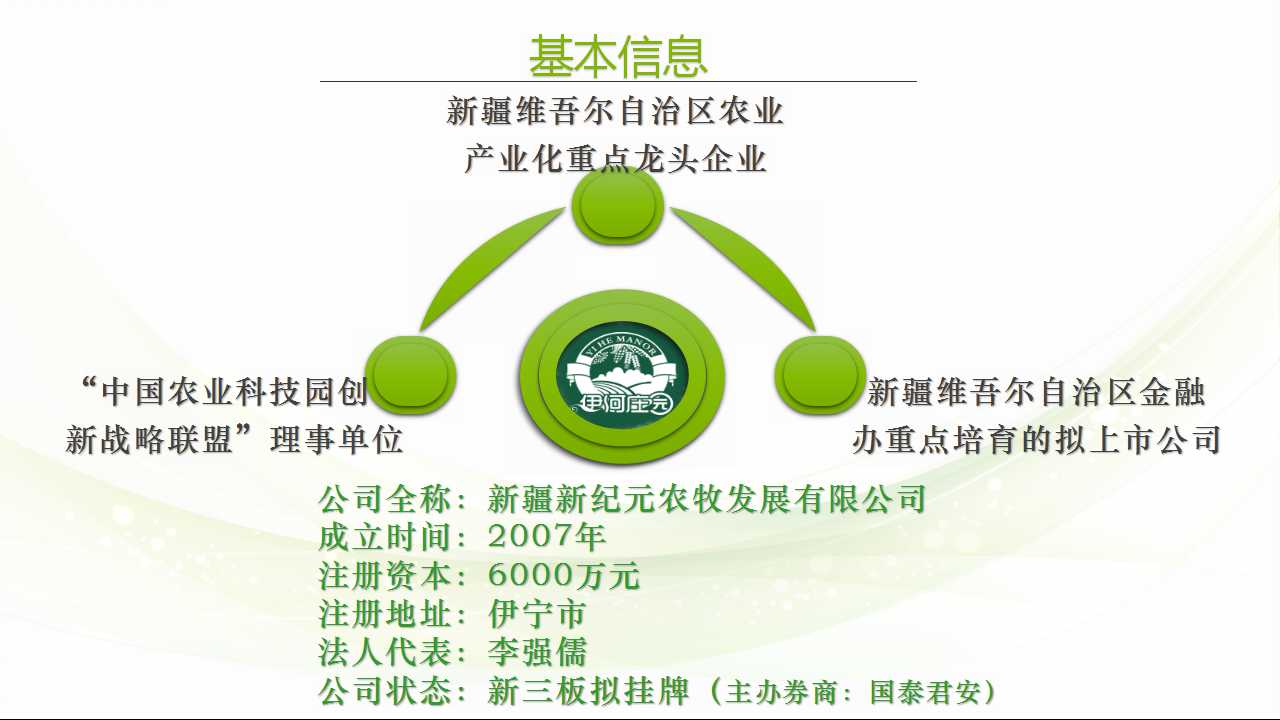 基本信息
新疆维吾尔自治区农业
产业化重点龙头企业
YI HE MANOR
伊河庄园
“中国农业科技园创
新战略联盟”理事单位
新疆维吾尔自治区金融
办重点培育的拟上市公司
公司全称：新疆新纪元农牧发展有限公司
成立时间：2007年
注册资本：6000万元
注册地址：伊宁市
法人代表：李强儒
公司状态：新三板拟挂牌（主办券商：国泰君安）